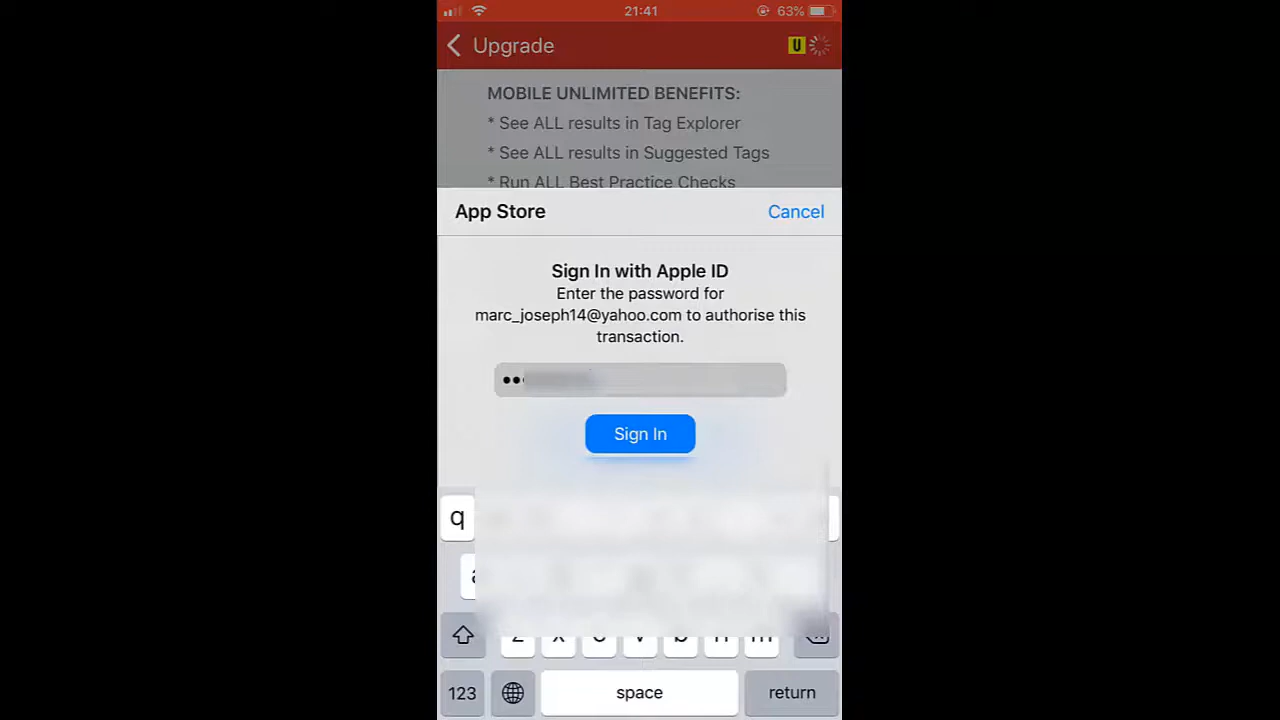 21:41
63%
Upgrade
U
MOBILE UNLIMITED BENEFITS:
* See ALL results in Tag Explorer
* See ALL results in Suggested Tags
* Run ALL Best Practice Checks
App Store
Cancel
Sign In with Apple ID
Enter the password for
marc_joseph14@yahoo.com to authorise this
transaction.
Sign In
q
a
z x c v b n m
123
space
return